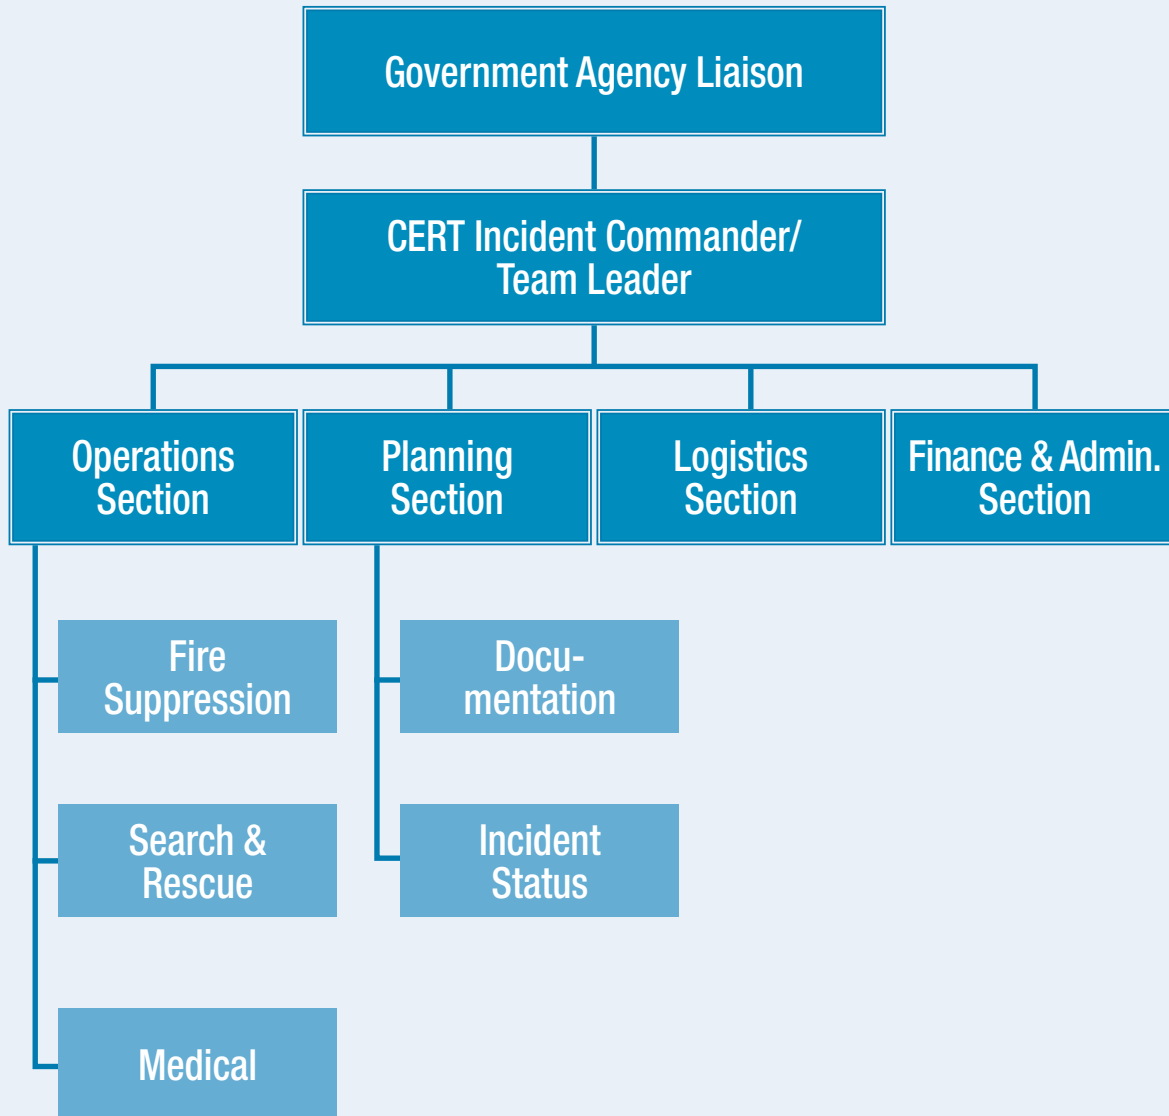 Government Agency Liaison
CERT Incident Commander/
Team Leader
Operations
Section
Planning
Section
Logistics
Section
Finance & Admin.
Section
Fire
Suppression
Docu-
mentation
Search &
Rescue
Incident
Status
Medical